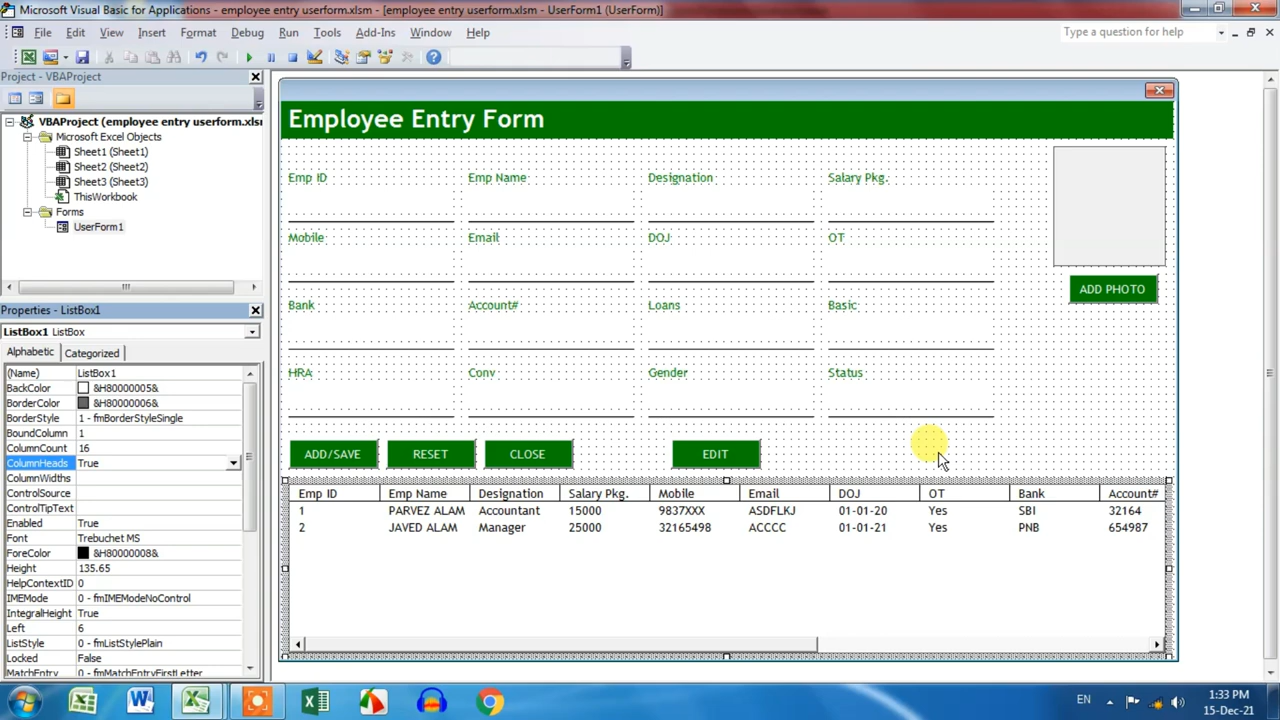 Microsoft Visual Basic for Applications - employee entry userform.xlsm - [employee entry userform.xlsm - UserForm1 (UserForm)]
File Edit View Insert Format Debug Run Tools Add-Ins Window Help
Type a question for help
Project - VBAProject
VBAProject (employee entry userform.xlsm
Microsoft Excel Objects
Sheet1 (Sheet1)
Sheet2 (Sheet2)
Sheet3 (Sheet3)
ThisWorkbook
Forms
UserForm1
Properties - ListBox1
ListBox1 ListBox
Alphabetic Categorized
(Name) ListBox1
BackColor &H80000005&
BorderColor &H80000006&
BorderStyle 1 - fmBorderStyleSingle
BoundColumn 1
ColumnCount 16
ColumnHeads True
ColumnWidths
ControlSource
ControlTipText
Enabled True
Font Trebuchet MS
ForeColor &H80000008&
Height 135.65
HelpContextID 0
IMEMode 0 - fmIMEModeNoControl
IntegralHeight True
Left 6
ListStyle 0 - fmListStylePlain
Locked False
MatchEntry 0 - fmMatchEntryFirstLetter
Employee Entry Form
Emp ID Emp Name Designation Salary Pkg.
Mobile Email DOJ OT
ADD PHOTO
Bank Account# Loans Basic
HRA Conv Gender Status
ADD/SAVE RESET CLOSE EDIT
Emp ID Emp Name Designation Salary Pkg. Mobile Email DOJ OT Bank Account#
1 PARVEZ ALAM Accountant 15000 9837XXX ASDFLKJ 01-01-20 Yes SBI 32164
2 JAVED ALAM Manager 25000 32165498 ACCCC 01-01-21 Yes PNB 654987
EN 1:33 PM
15-Dec-21